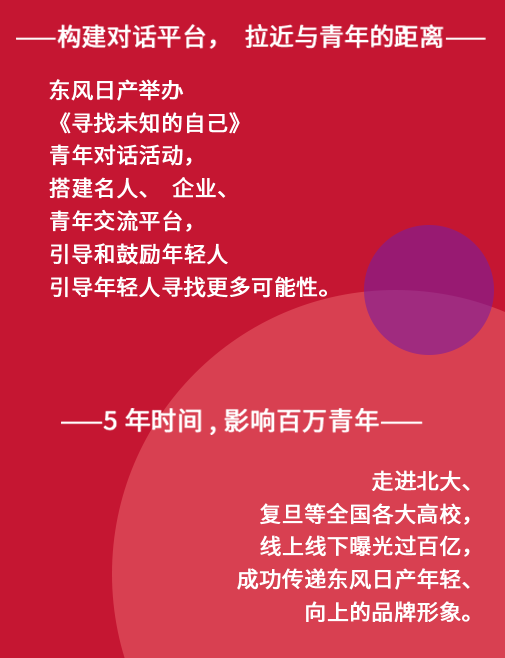 ——构建对话平台， 拉近与青年的距离——
东风日产举办
《寻找未知的自己》
青年对话活动，
搭建名人、 企业、
青年交流平台，
引导和鼓励年轻人
引导年轻人寻找更多可能性。
——5 年时间 , 影响百万青年——
走进北大、
复旦等全国各大高校，
线上线下曝光过百亿，
成功传递东风日产年轻、
向上的品牌形象。